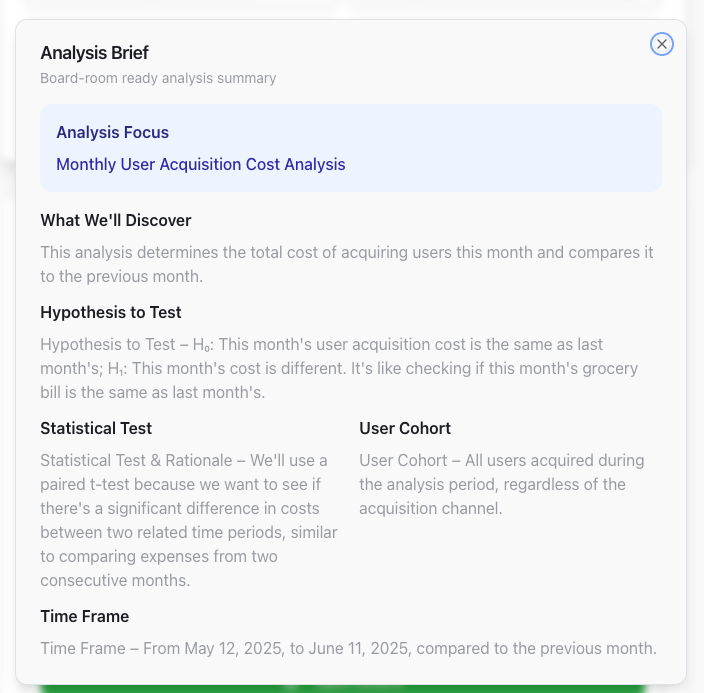 Analysis Brief
Board-room ready analysis summary
Analysis Focus
Monthly User Acquisition Cost Analysis
What We'll Discover
This analysis determines the total cost of acquiring users this month and compares it
to the previous month.
Hypothesis to Test
Hypothesis to Test – H₀: This month's user acquisition cost is the same as last
month's; H₁: This month's cost is different. It's like checking if this month's grocery
bill is the same as last month's.
Statistical Test
Statistical Test & Rationale – We'll use a
paired t-test because we want to see if
there's a significant difference in costs
between two related time periods, similar
to comparing expenses from two
consecutive months.
User Cohort
User Cohort – All users acquired during
the analysis period, regardless of the
acquisition channel.
Time Frame
Time Frame – From May 12, 2025, to June 11, 2025, compared to the previous month.